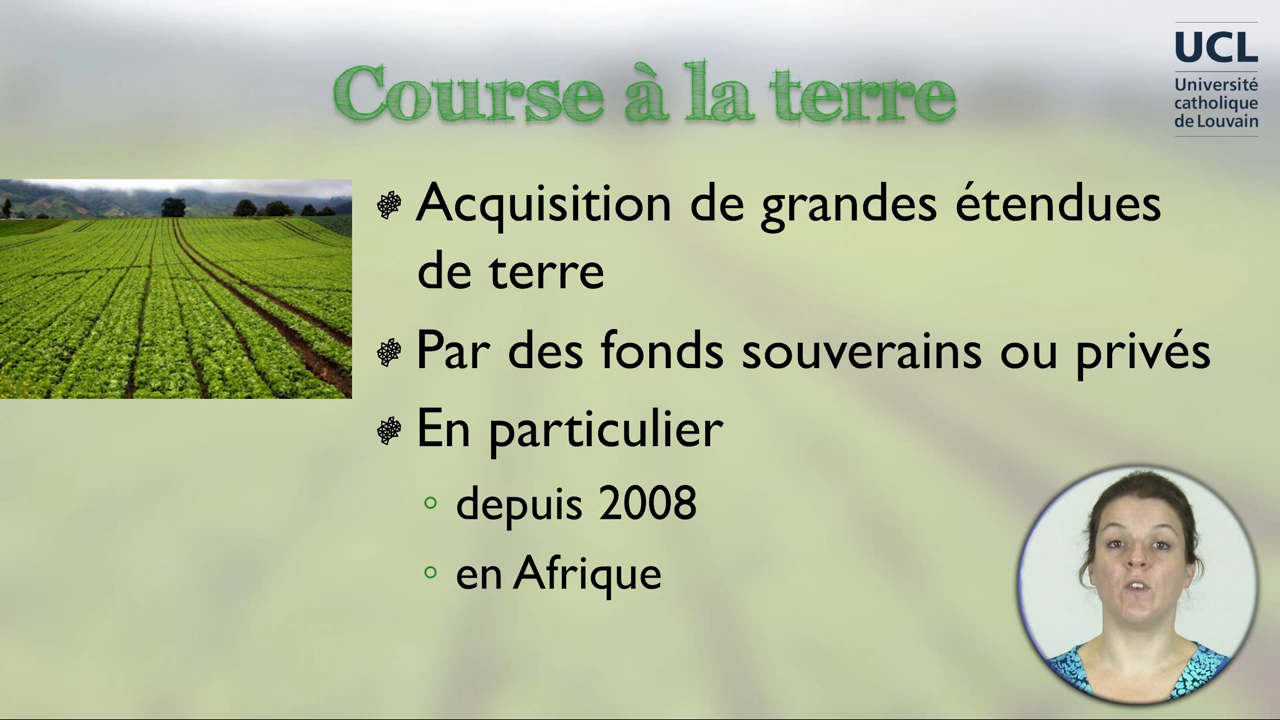 Course à la terre
UCL
Université
catholique
de Louvain
Acquisition de grandes étendues
de terre
Par des fonds souverains ou privés
En particulier
depuis 2008
en Afrique